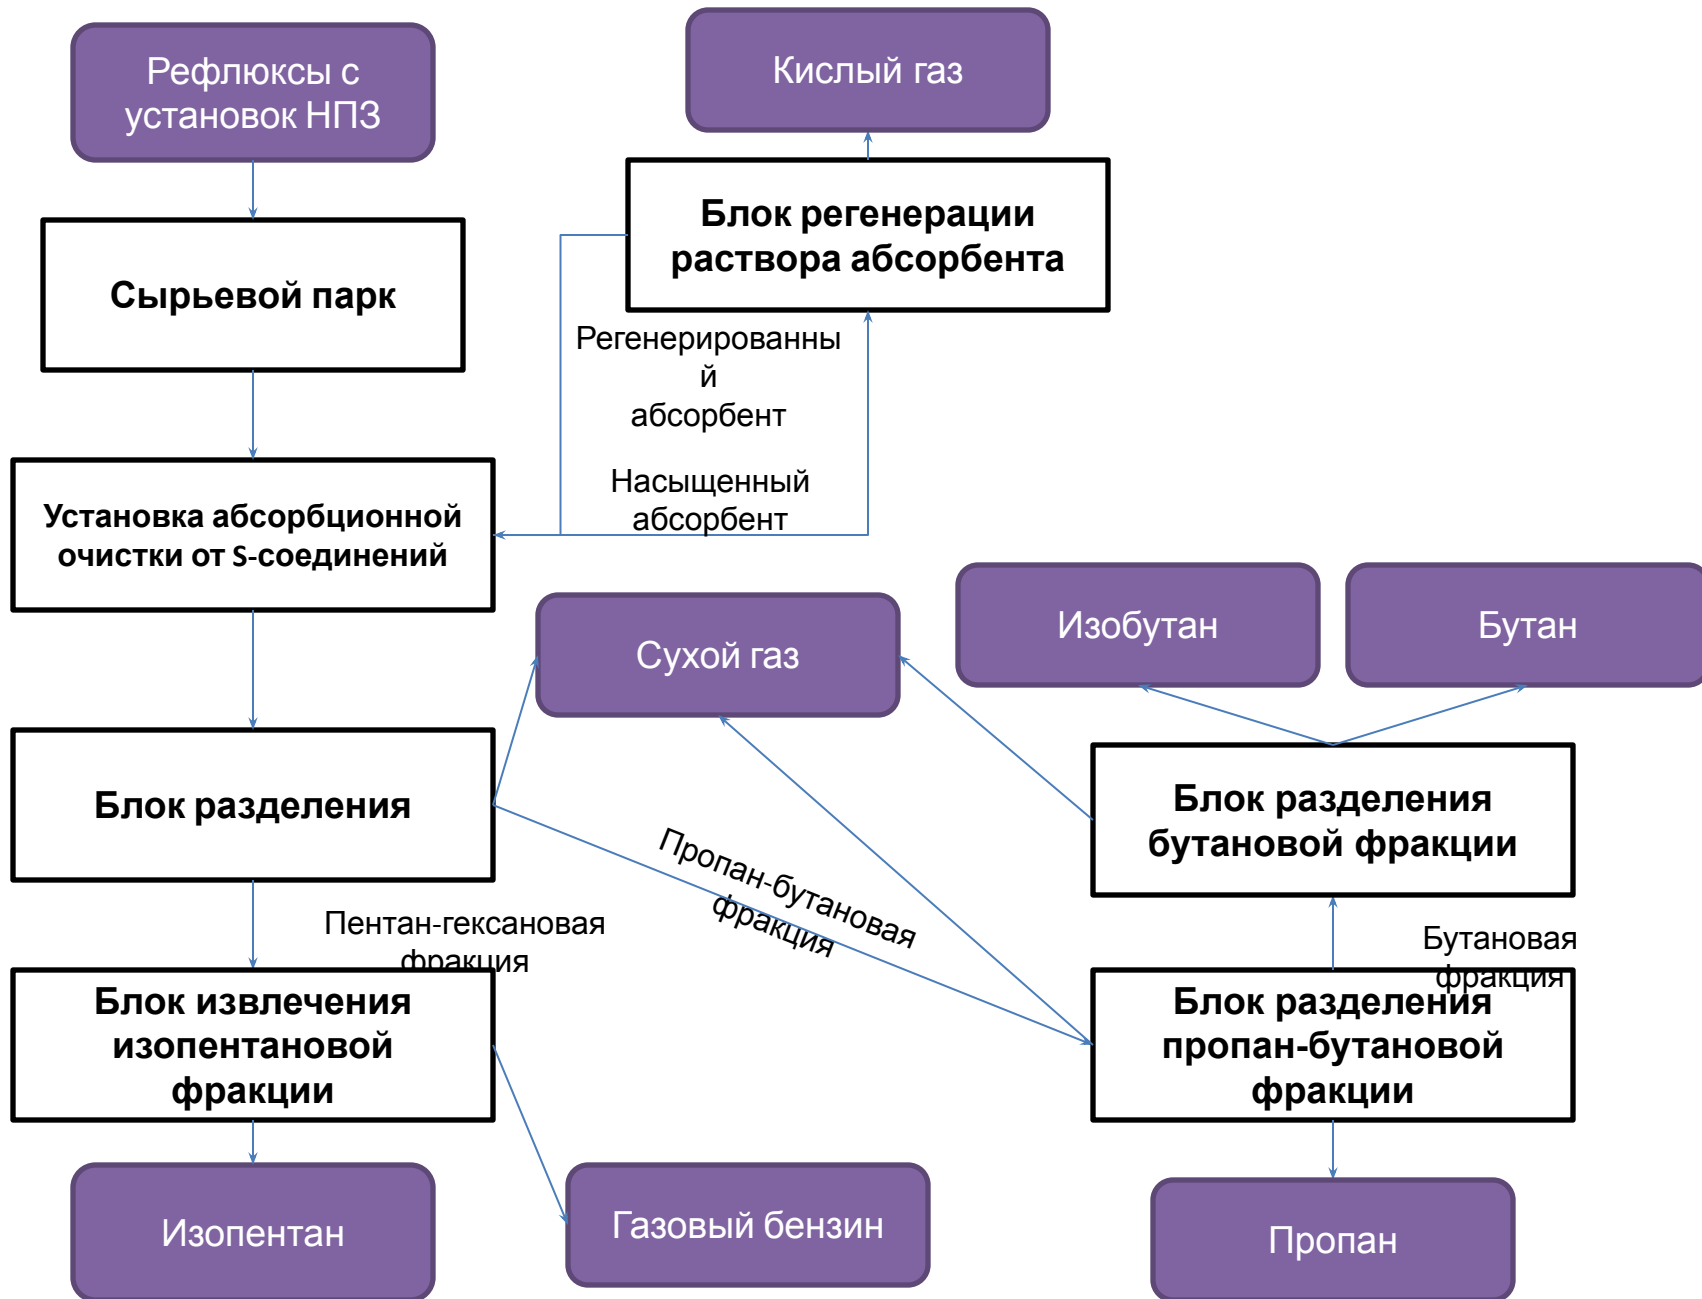 Рефлюксы с
установок НПЗ
Кислый газ
Блок регенерации
раствора абсорбента
Сырьевой парк
Регенерированны
й
абсорбент
Насыщенный
абсорбент
Установка абсорбционной
очистки от S-соединений
Сухой газ
Изобутан
Бутан
Блок разделения
Блок разделения
бутановой фракции
Пропан-бутановая
фракция
Пентан-гексановая
фракция
Бутановая
фракция
Блок извлечения
изопентановой
фракции
Блок разделения
пропан-бутановой
фракции
Изопентан
Газовый бензин
Пропан